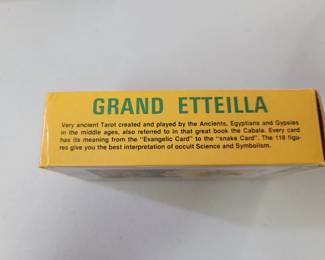 GRAND ETTEILLA
Very ancient Tarot created and played by the Ancients, Egyptians and Gypsies
in the middle ages, also referred to in that great book the Cabala. Every card
has its meaning from the "Exangelic Card" to the "snake Card". The 118 figu-
res give you the best interpretation of occult Science and Symbolism.